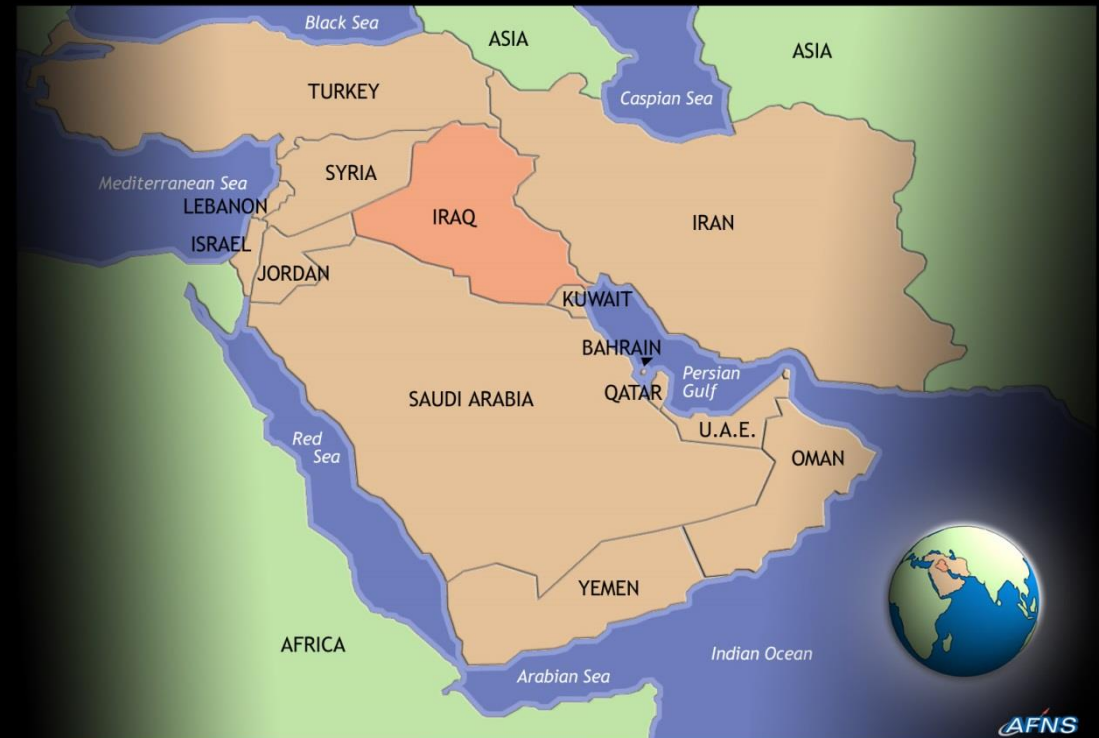 Black Sea
ASIA
ASIA
TURKEY
Caspian Sea
SYRIA
Mediterranean Sea
LEBANON
IRAQ
IRAN
ISRAEL
JORDAN
KUWAIT
BAHRAIN
Persian
Gulf
QATAR
SAUDI ARABIA
U.A.E.
Red
Sea
OMAN
YEMEN
AFRICA
Indian Ocean
Arabian Sea
AFNS